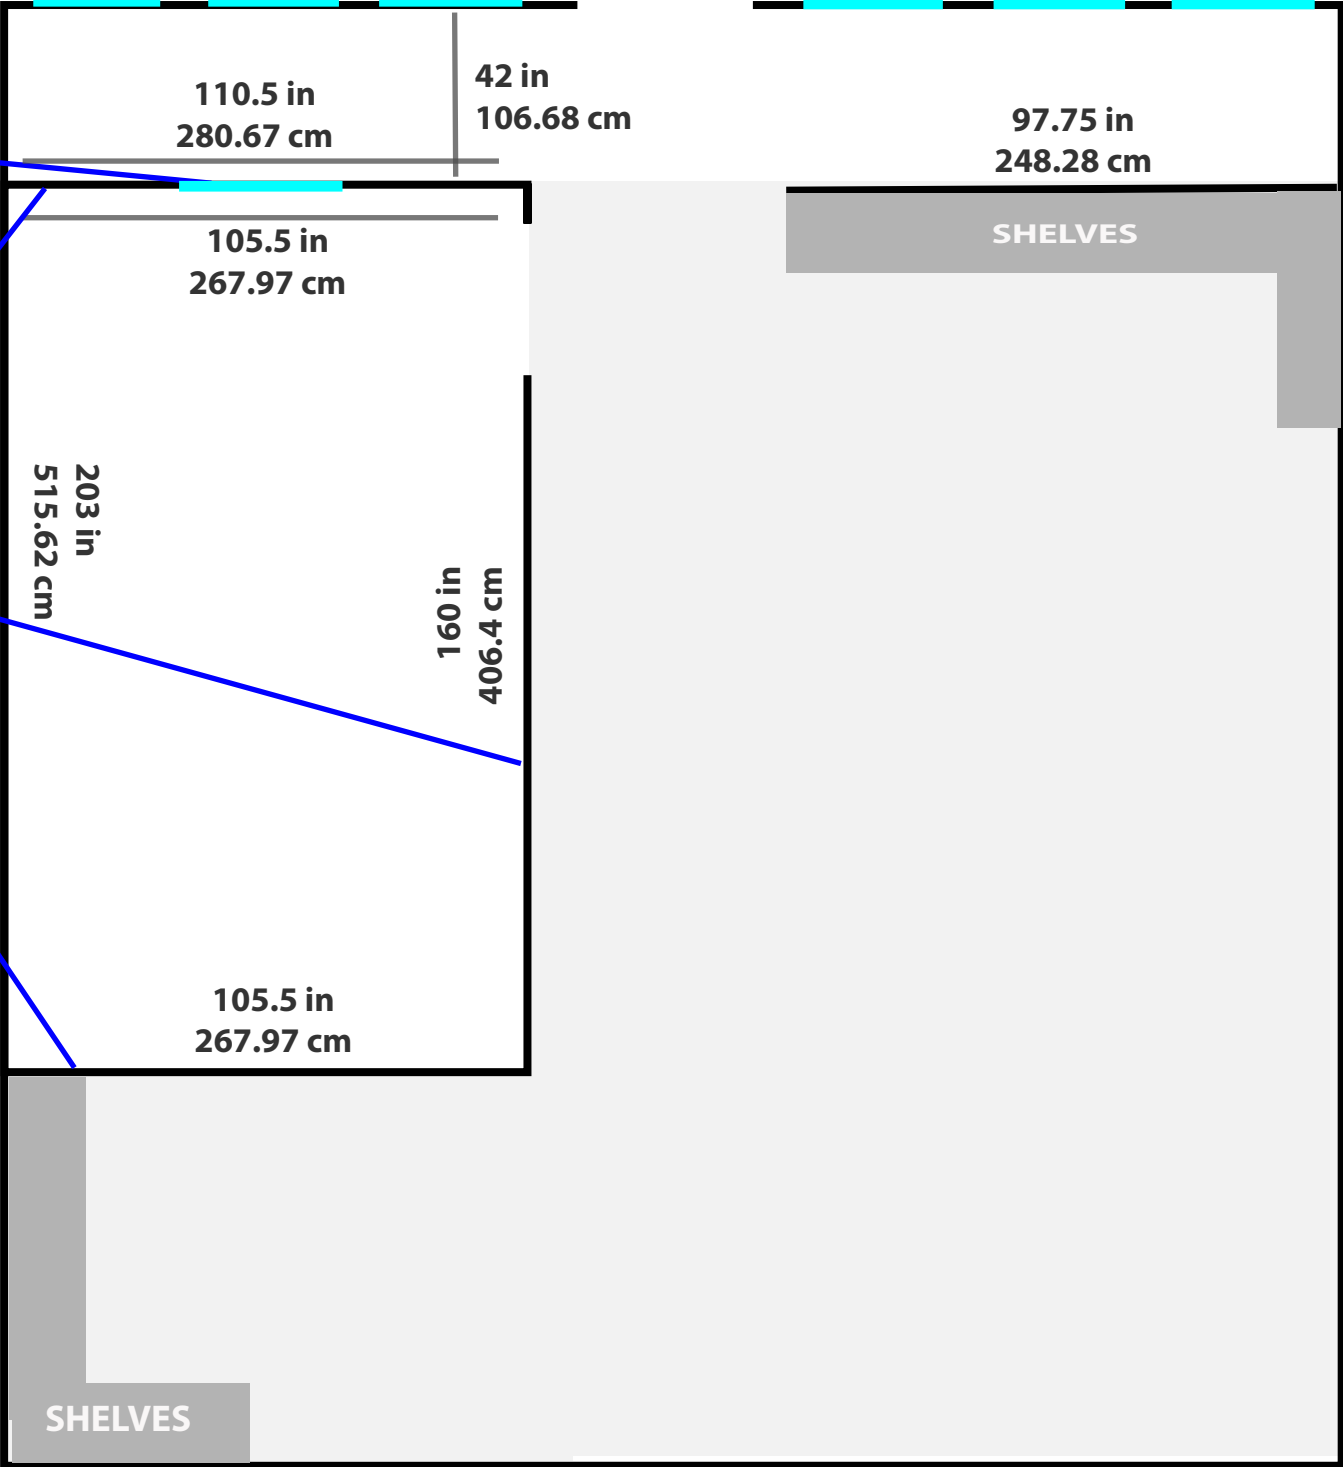 42 in
106.68 cm
110.5 in
280.67 cm
97.75 in
248.28 cm
SHELVES
105.5 in
267.97 cm
203 in
515.62 cm
160 in
406.4 cm
105.5 in
267.97 cm
SHELVES